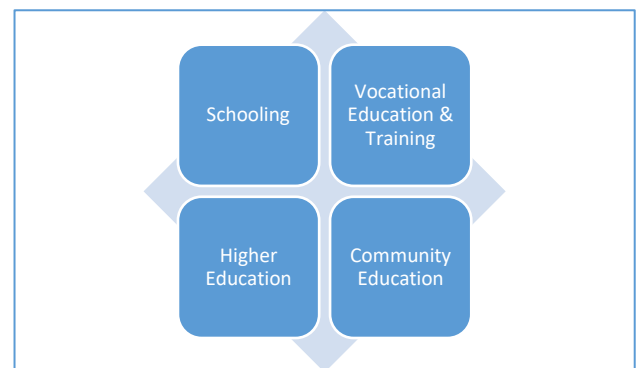 Schooling
Vocational
Education &
Training
Higher
Education
Community
Education